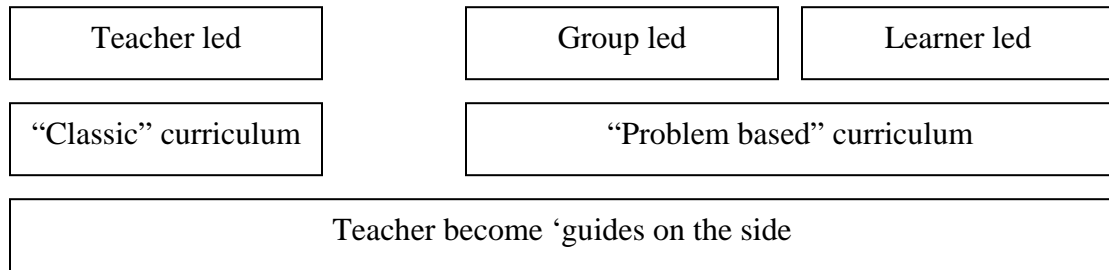 Teacher led
Group led
Learner led
“Classic” curriculum
“Problem based” curriculum
Teacher become ‘guides on the side